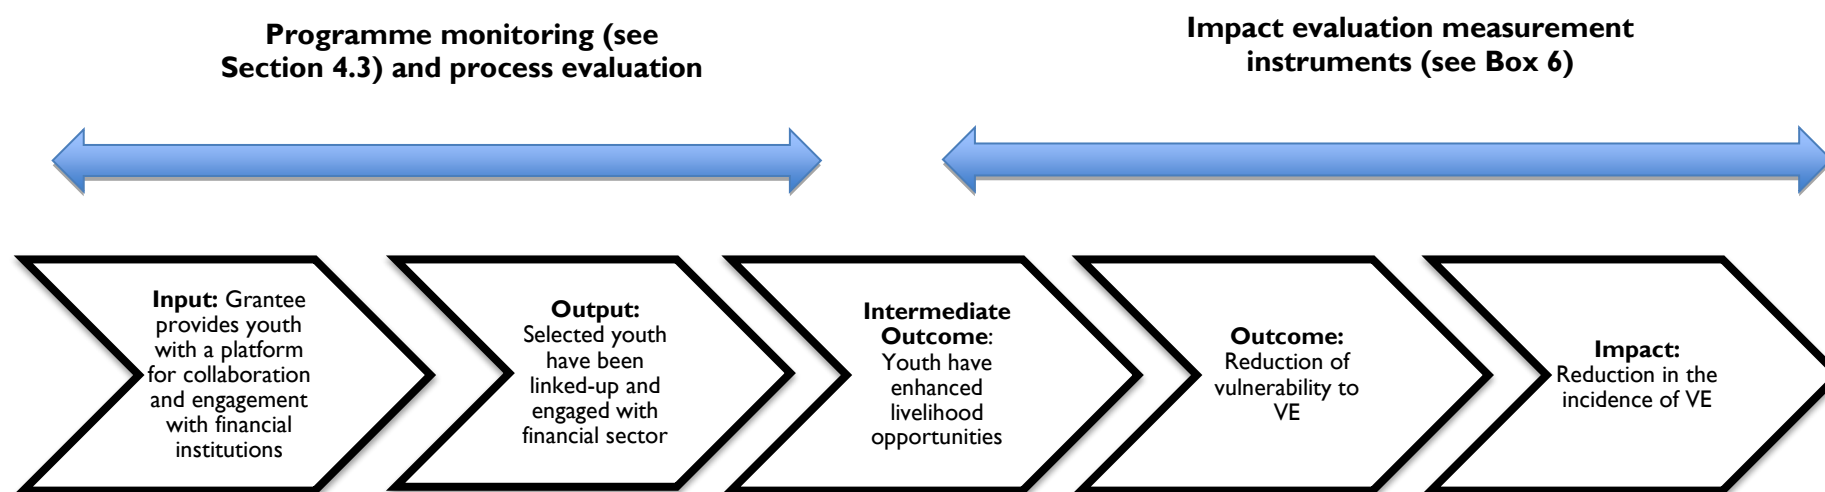 Programme monitoring (see
Section 4.3) and process evaluation
Impact evaluation measurement
instruments (see Box 6)
Input: Grantee
provides youth
with a platform
for collaboration
and engagement
with financial
institutions
Output:
Selected youth
have been
linked-up and
engaged with
financial sector
Intermediate
Outcome:
Youth have
enhanced
livelihood
opportunities
Outcome:
Reduction of
vulnerability to
VE
Impact:
Reduction in the
incidence of VE